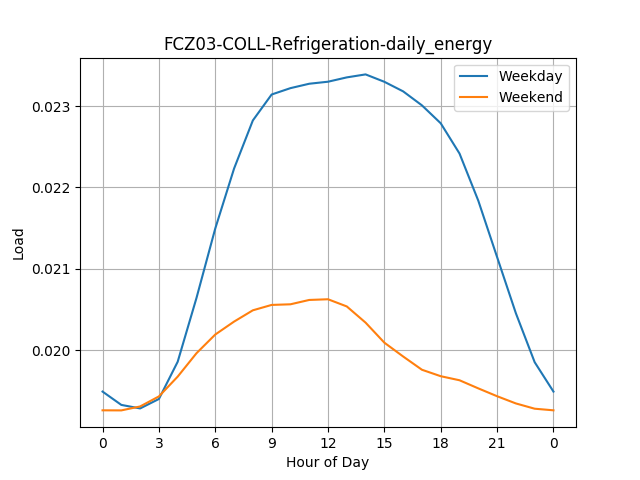 FCZ03-COLL-Refrigeration-daily_energy
Weekday
Weekend
0.023
0.022
0.021
0.020
Load
0 3 6 9 12 15 18 21 0
Hour of Day